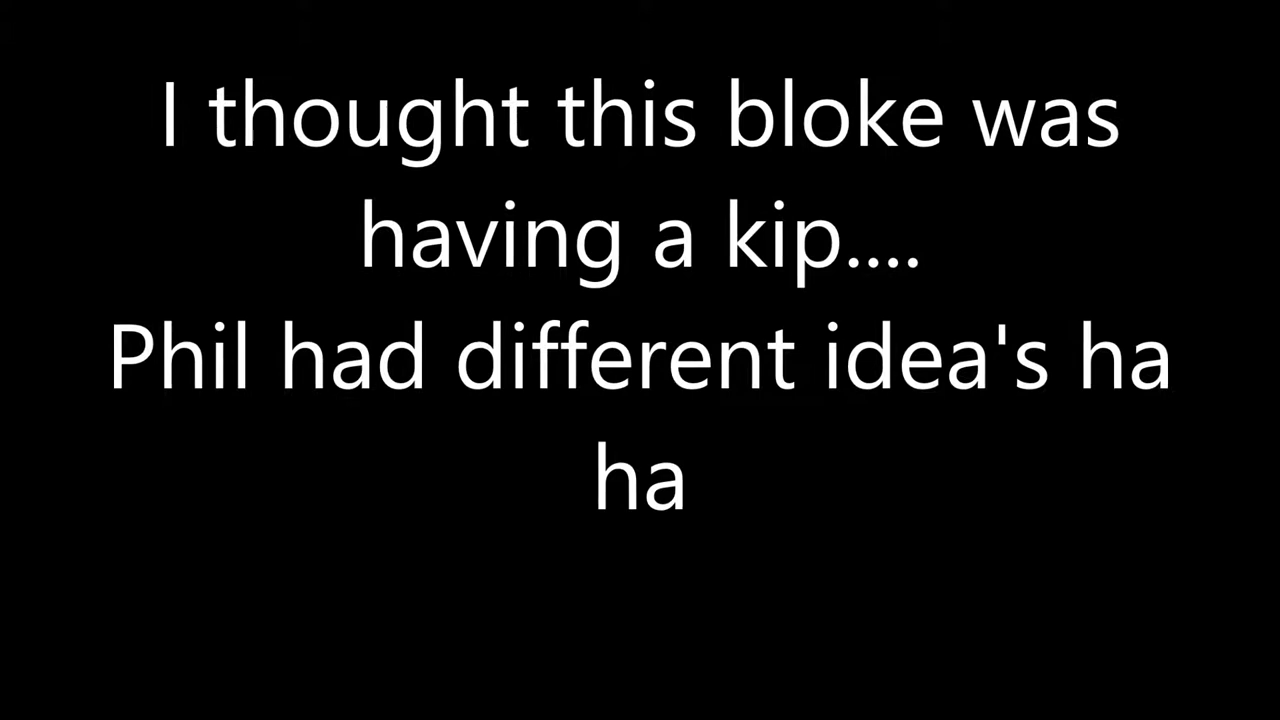 I thought this bloke was
having a kip....
Phil had different idea's ha
ha